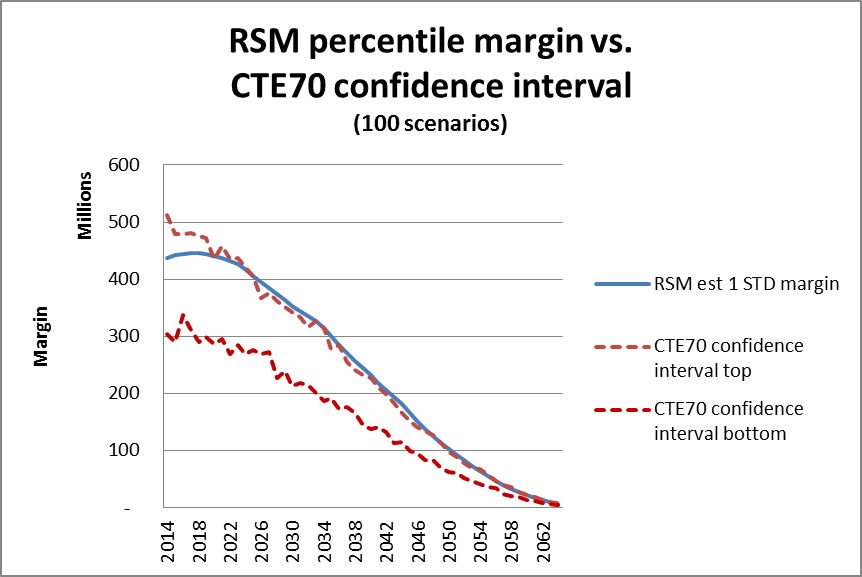 RSM percentile margin vs.
CTE70 confidence interval
(100 scenarios)
Millions
Margin
600
500
400
300
200
100
-
2014
2018
2022
2026
2030
2034
2038
2042
2046
2050
2054
2058
2062
RSM est 1 STD margin
CTE70 confidence
interval top
CTE70 confidence
interval bottom